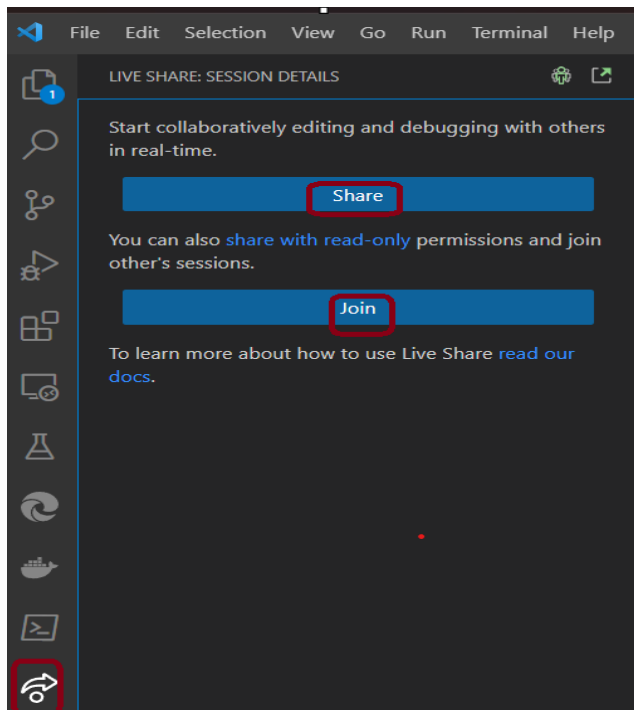 File Edit Selection View Go Run Terminal Help
LIVE SHARE: SESSION DETAILS
1
Start collaboratively editing and debugging with others
in real-time.
Share
You can also share with read-only permissions and join
other's sessions.
Join
To learn more about how to use Live Share read our
docs.